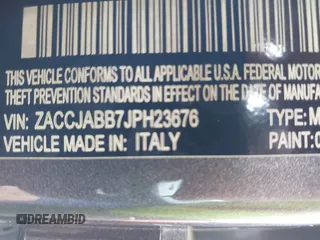 THIS VEHICLE CONFORMS TO ALL APPLICABLE U.S.A. FEDERAL MOTOR
THEFT PREVENTION STANDARDS IN EFFECT ON THE DATE OF MANUFA
VIN: ZACCJABB7JPH23676 TYPE: M
VEHICLE MADE IN: ITALY PAINT:
DREAMBID